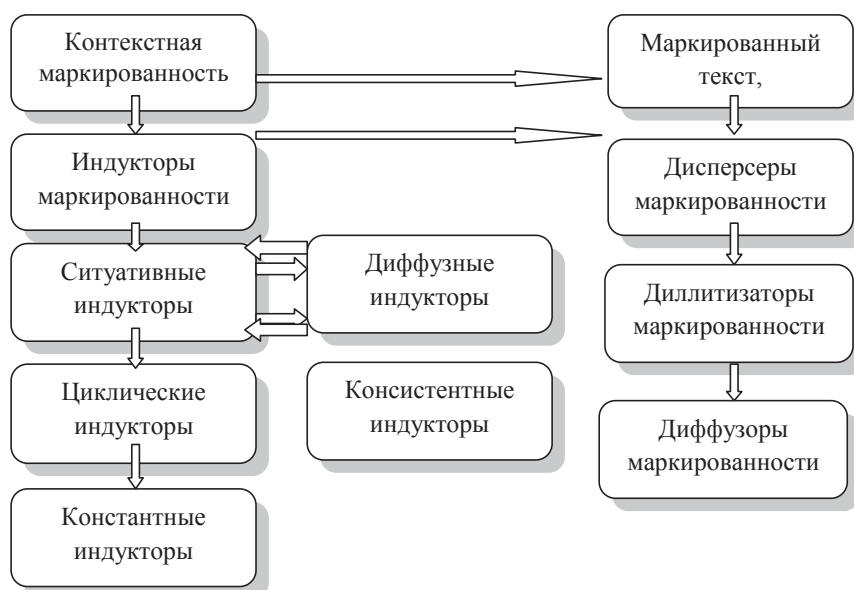 Контекстная
маркированность
Индукторы
маркированности
Ситуативные
индукторы
Циклические
индукторы
Константные
индукторы
Диффузные
индукторы
Консистентные
индукторы
Маркированный
текст,
Дисперсеры
маркированности
Диллитизаторы
маркированности
Диффузоры
маркированности